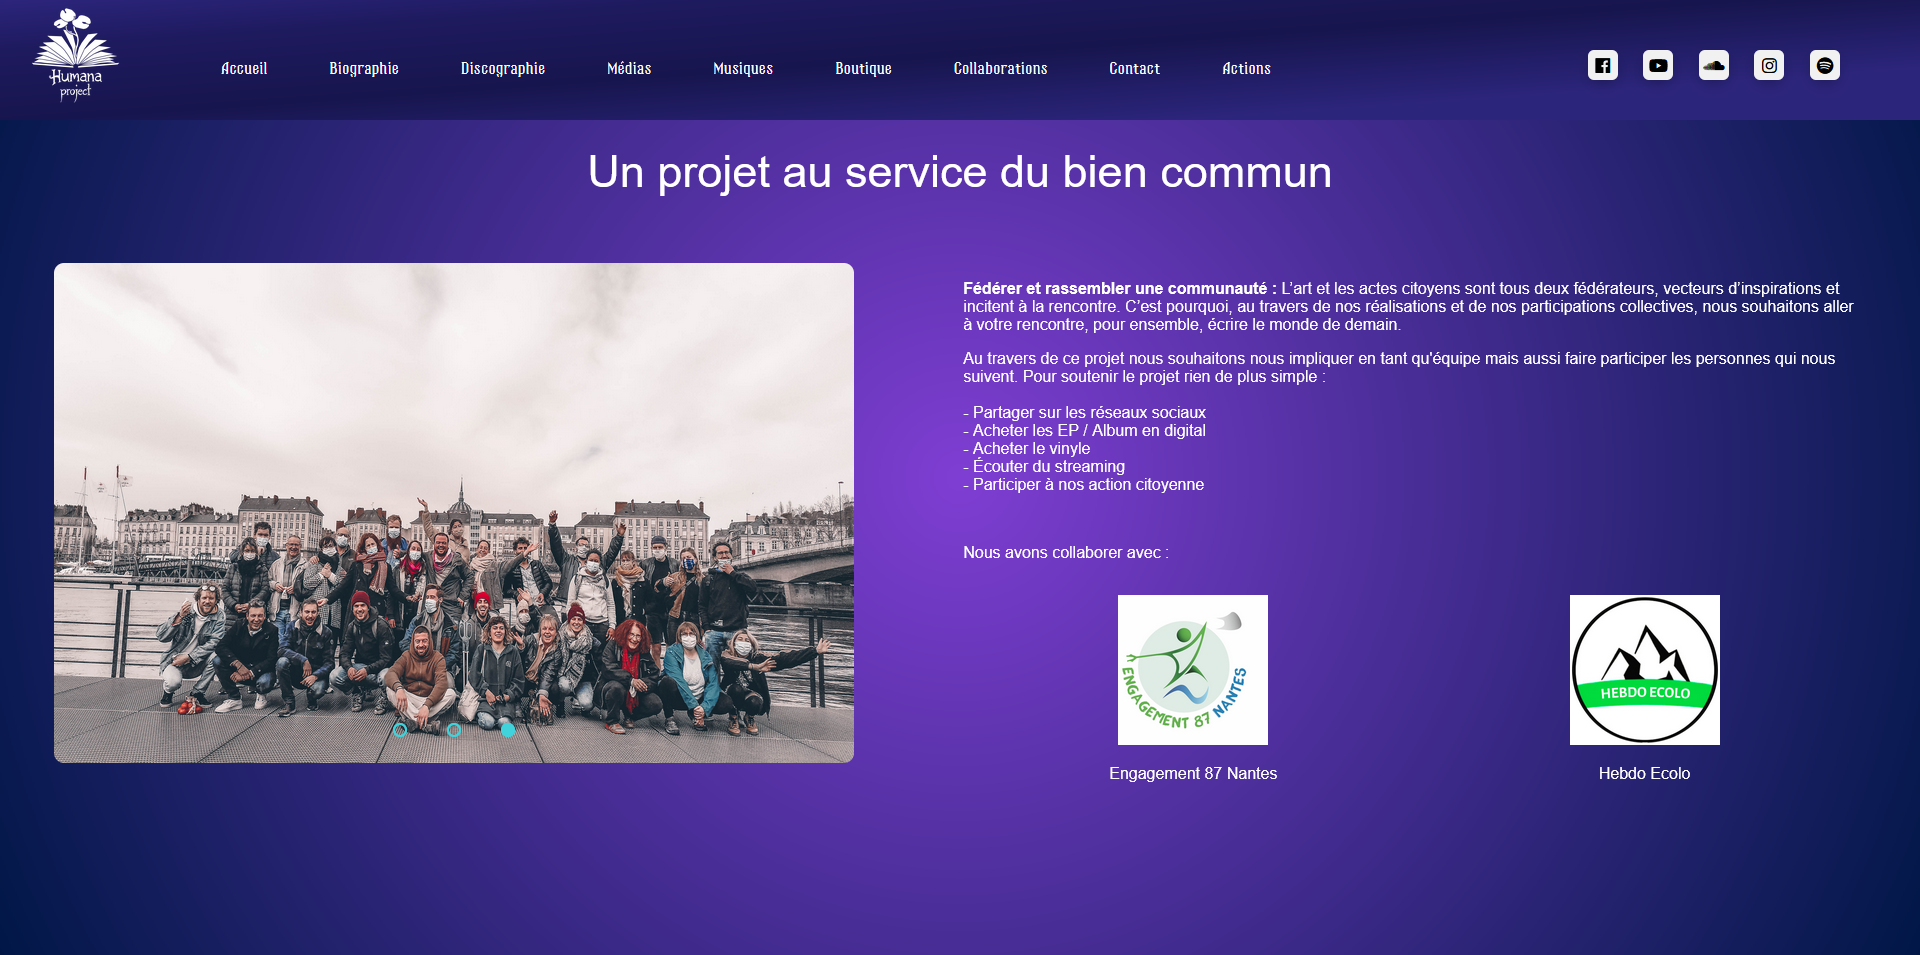 Humana
project
Accueil
Biographie
Discographie
Médias
Musiques
Boutique
Collaborations
Contact
Actions
Un projet au service du bien commun
Fédérer et rassembler une communauté : L’art et les actes citoyens sont tous deux fédérateurs, vecteurs d’inspirations et
incitent à la rencontre. C’est pourquoi, au travers de nos réalisations et de nos participations collectives, nous souhaitons aller
à votre rencontre, pour ensemble, écrire le monde de demain.
Au travers de ce projet nous souhaitons nous impliquer en tant qu'équipe mais aussi faire participer les personnes qui nous
suivent. Pour soutenir le projet rien de plus simple :
- Partager sur les réseaux sociaux
- Acheter les EP / Album en digital
- Acheter le vinyle
- Écouter du streaming
- Participer à nos action citoyenne
Nous avons collaborer avec :
ENGAGEMENT 87 NANTES
HEBDO ECOLO
Engagement 87 Nantes
Hebdo Ecolo